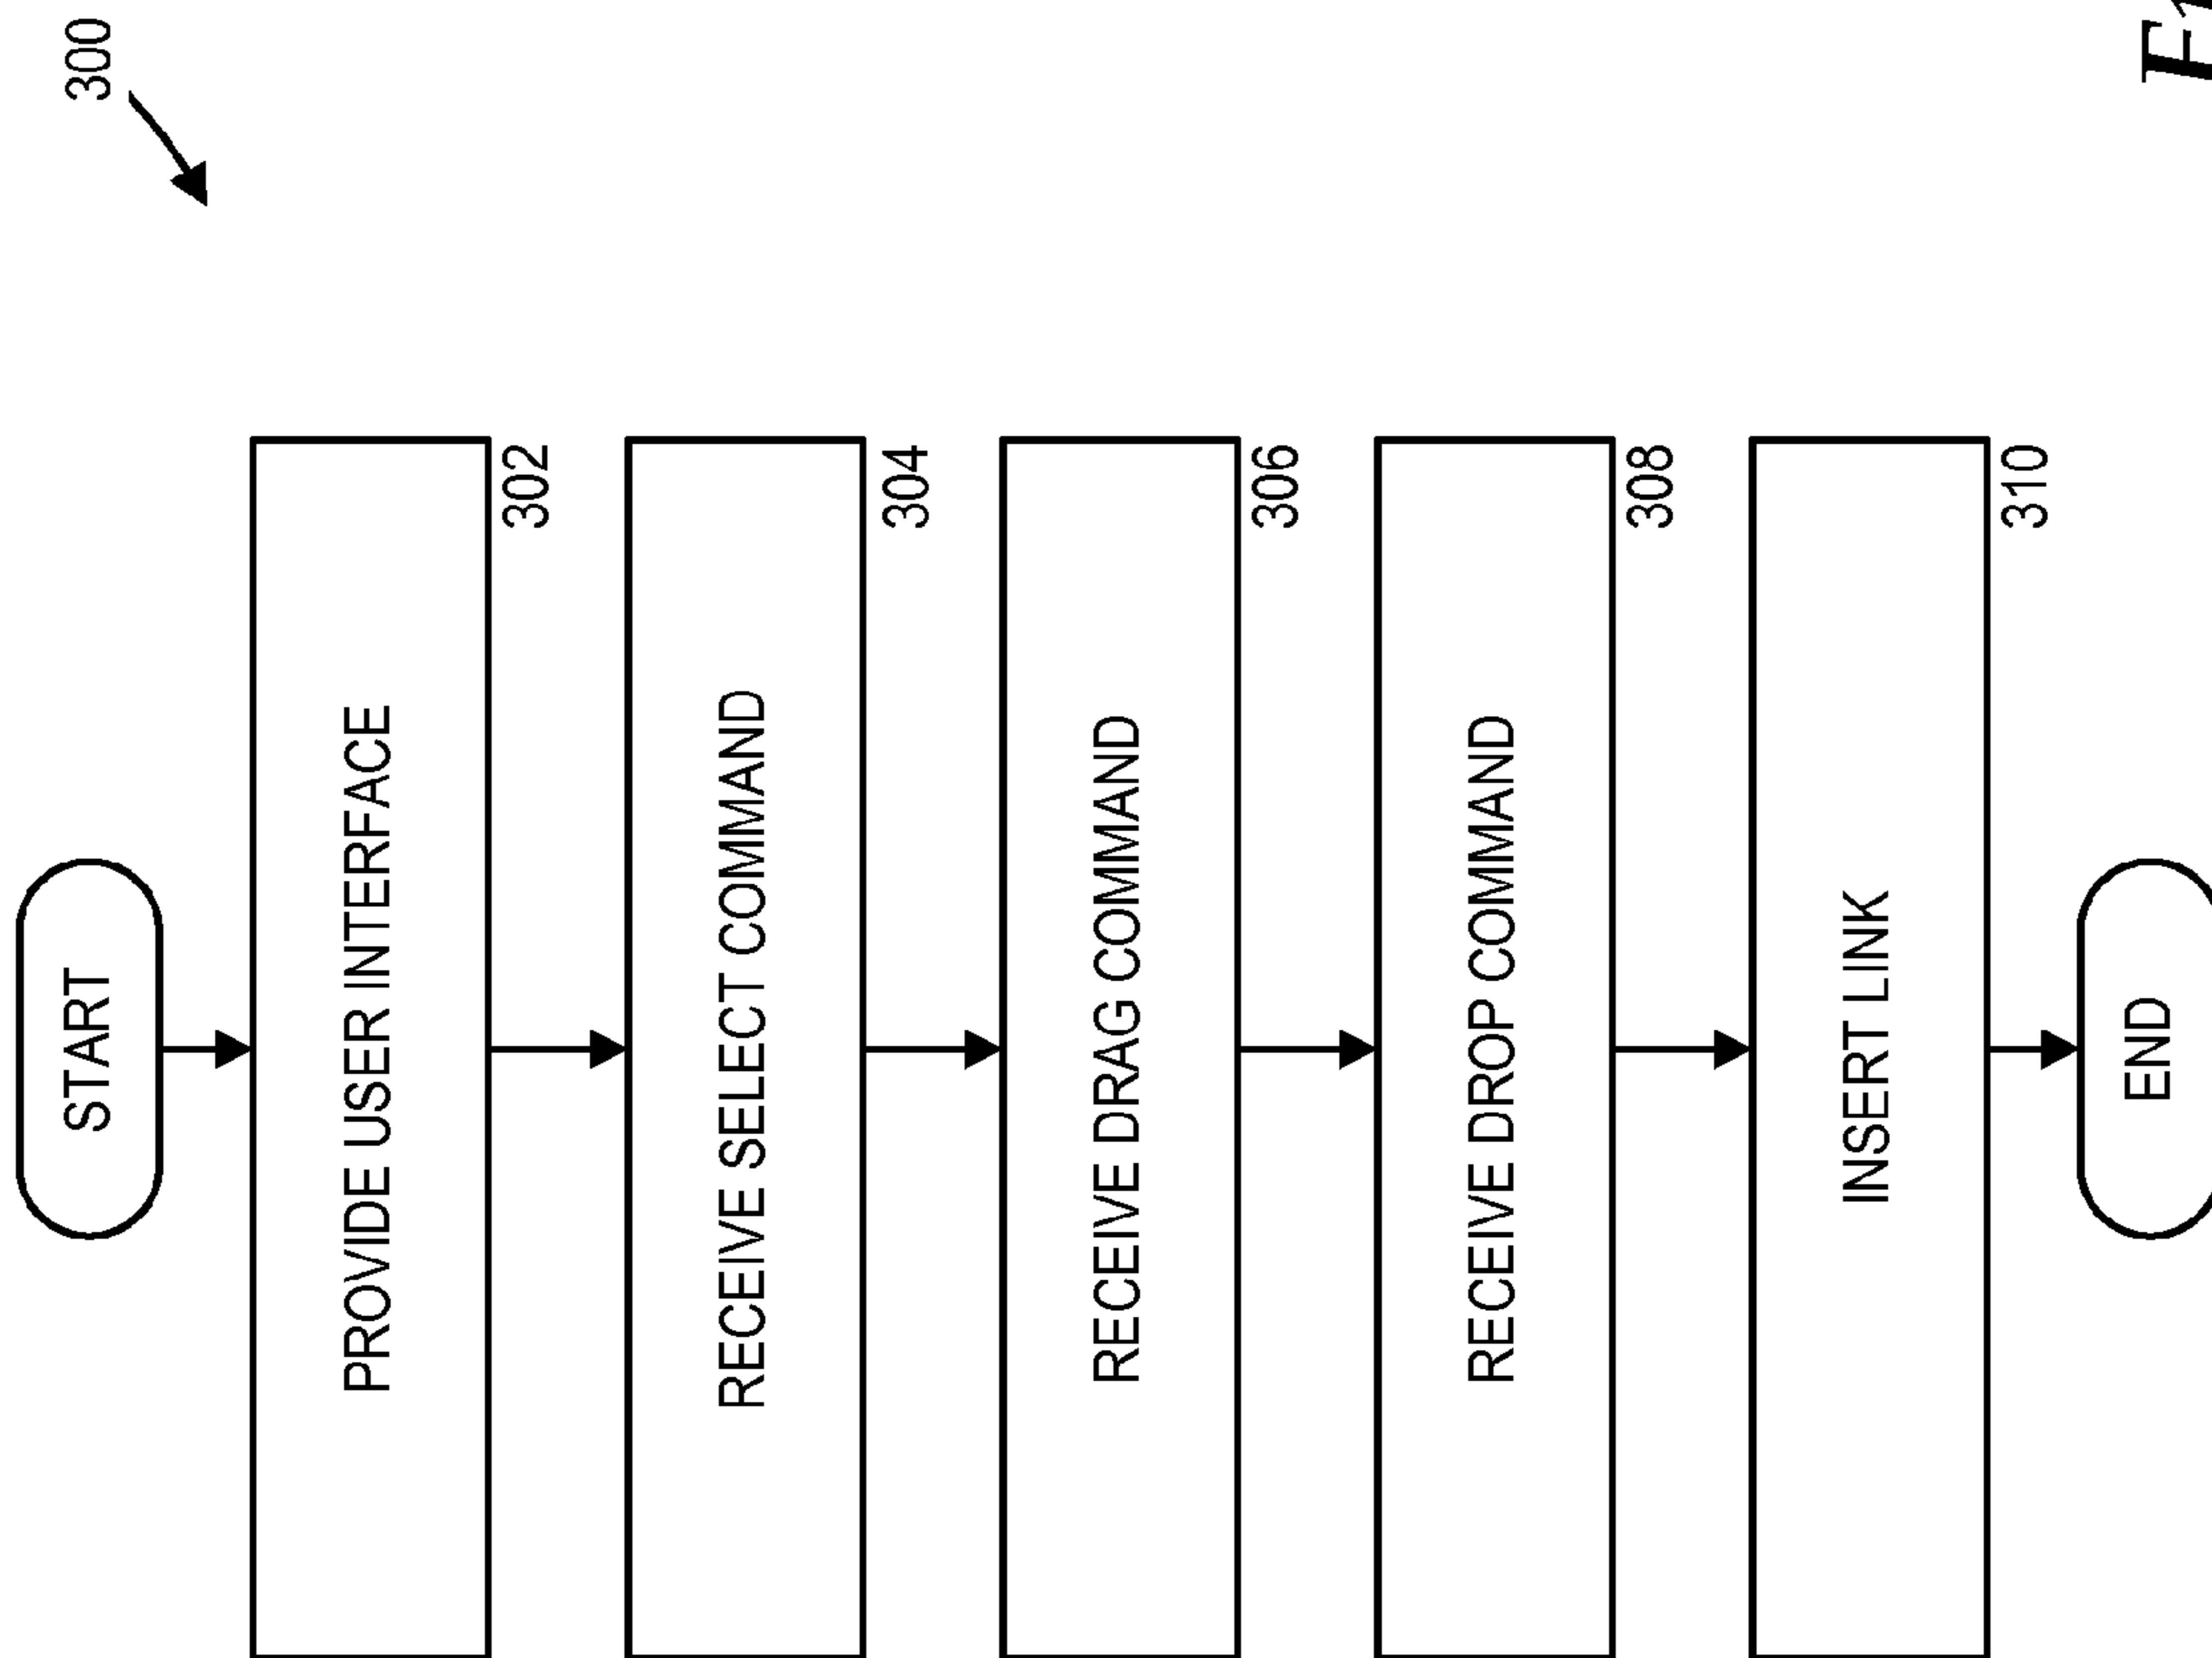 300
START
PROVIDE USER INTERFACE
302
RECEIVE SELECT COMMAND
304
RECEIVE DRAG COMMAND
306
RECEIVE DROP COMMAND
308
INSERT LINK
310
END